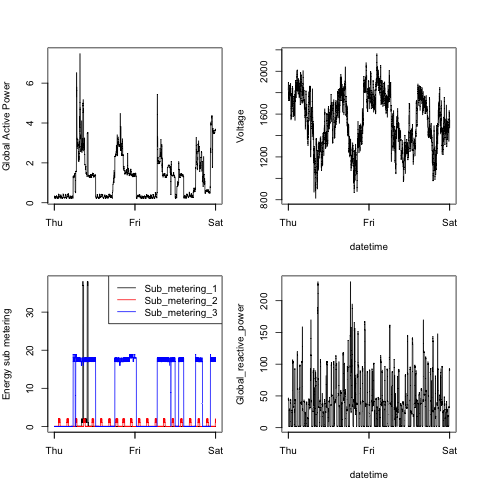 Global Active Power
0 2 4 6
Thu Fri Sat
Voltage
800 1200 1600 2000
Thu Fri Sat
datetime
Energy sub metering
0 10 20 30
Sub_metering_1
Sub_metering_2
Sub_metering_3
Thu Fri Sat
Global_reactive_power
0 50 100 150 200
Thu Fri Sat
datetime